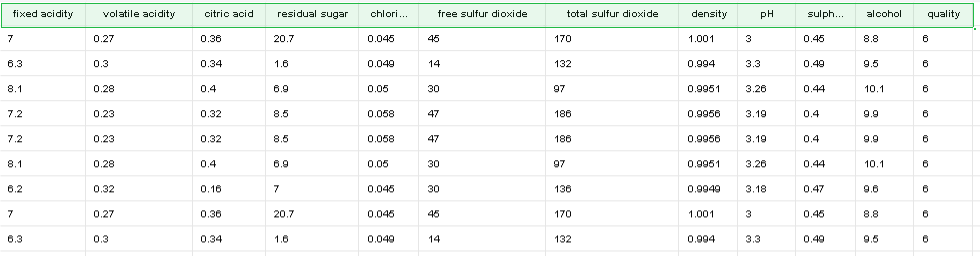 fixed acidity volatile acidity citric acid residual sugar chlori... free sulfur dioxide total sulfur dioxide density pH sulph... alcohol quality
7 0.27 0.36 20.7 0.045 45 170 1.001 3 0.45 8.8 6
6.3 0.3 0.34 1.6 0.049 14 132 0.994 3.3 0.49 9.5 6
8.1 0.28 0.4 6.9 0.05 30 97 0.9951 3.26 0.44 10.1 6
7.2 0.23 0.32 8.5 0.058 47 186 0.9956 3.19 0.4 9.9 6
7.2 0.23 0.32 8.5 0.058 47 186 0.9956 3.19 0.4 9.9 6
8.1 0.28 0.4 6.9 0.05 30 97 0.9951 3.26 0.44 10.1 6
6.2 0.32 0.16 7 0.045 30 136 0.9949 3.18 0.47 9.6 6
7 0.27 0.36 20.7 0.045 45 170 1.001 3 0.45 8.8 6
6.3 0.3 0.34 1.6 0.049 14 132 0.994 3.3 0.49 9.5 6